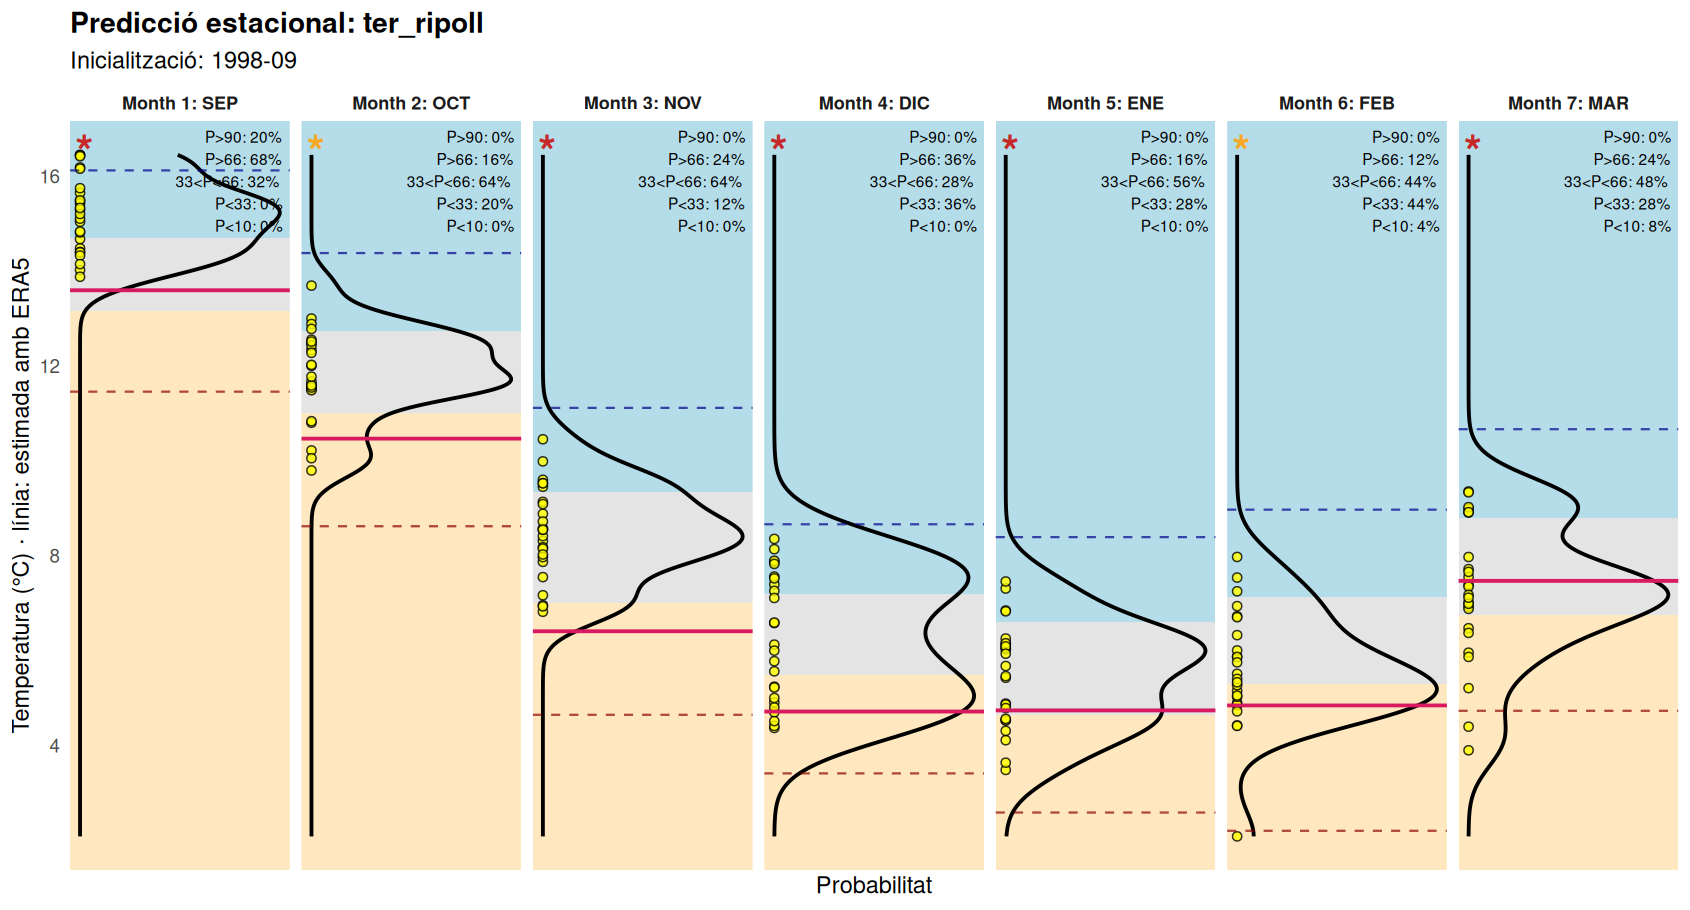 Predicció estacional: ter_ripoll
Inicialització: 1998-09
Month 1: SEP
Month 2: OCT
Month 3: NOV
Month 4: DIC
Month 5: ENE
Month 6: FEB
Month 7: MAR
P>90: 20%
P>66: 68%
33<P<66: 32%
P<33: 0%
P<10: 0%
P>90: 0%
P>66: 16%
33<P<66: 64%
P<33: 20%
P<10: 0%
P>90: 0%
P>66: 24%
33<P<66: 64%
P<33: 12%
P<10: 0%
P>90: 0%
P>66: 36%
33<P<66: 28%
P<33: 36%
P<10: 0%
P>90: 0%
P>66: 16%
33<P<66: 56%
P<33: 28%
P<10: 0%
P>90: 0%
P>66: 12%
33<P<66: 44%
P<33: 44%
P<10: 4%
P>90: 0%
P>66: 24%
33<P<66: 48%
P<33: 28%
P<10: 8%
16
12
8
4
Temperatura (°C) · línia: estimada amb ERA5
Probabilitat